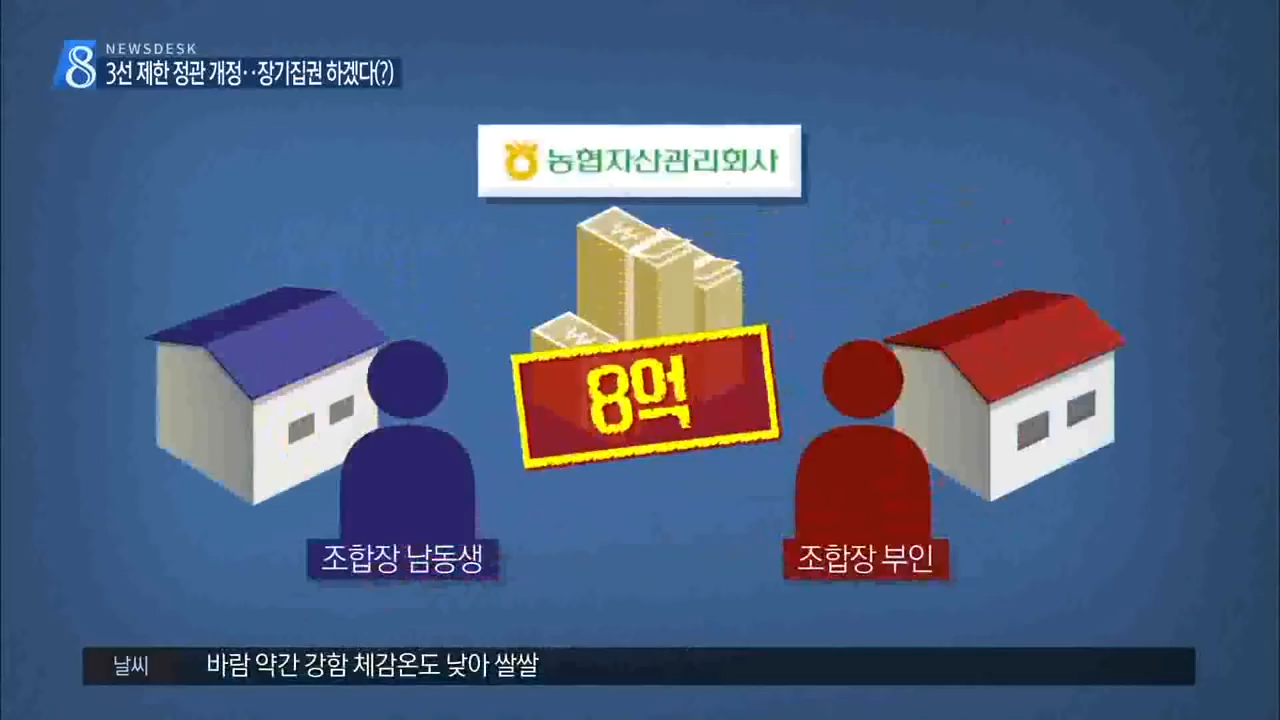 NEWSDESK
8 3선 제한 정관 개정··장기집권 하겠다(?)
농협자산관리회사
8억
조합장 남동생
조합장 부인
날씨 바람 약간 강함 체감온도 낮아 쌀쌀